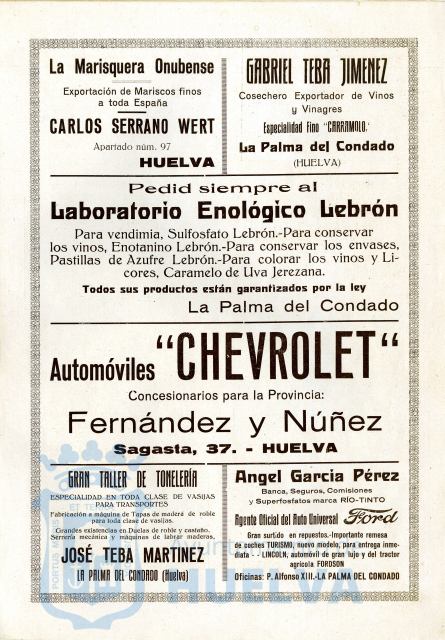 La Marisquera Onubense
Exportación de Mariscos finos
a toda España
CARLOS SERRANO WERT
Apartado núm. 97
HUELVA
GABRIEL TEBA JIMENEZ
Cosechero Exportador de Vinos
y Vinagres
Especialidad Fino "CARRAMOLO."
La Palma del Condado
(HUELVA)
Pedid siempre al
Laboratorio Enológico Lebrón
Para vendimia, Sulfosfato Lebrón.-Para conservar
los vinos, Enotanino Lebrón.-Para conservar los envases,
Pastillas de Azufre Lebrón.-Para colorar los vinos y Li-
cores, Caramelo de Uva Jerezana.
Todos sus productos están garantizados por la ley
La Palma del Condado
Automóviles "CHEVROLET"
Concesionarios para la Provincia:
Fernández y Núñez
Sagasta, 37. - HUELVA
GRAN TALLER DE TONELERÍA
ESPECIALIDAD EN TODA CLASE DE VASIJAS
PARA TRANSPORTES
Fabricación a máquina de Tapas de madera de roble
para toda clase de vasijas.
Grandes existencias en Duelas de roble y castaño.
Serrería mecánica y máquinas de labrar maderas.
JOSÉ TEBA MARTINEZ
LA PALMA DEL CONDADO (Huelva)
Angel García Pérez
Banca, Seguros, Comisiones
y Superfosfatos marca RÍO-TINTO
Agente Oficial del Auto Universal Ford
Gran surtido en repuestos.-Importante remesa
de coches TURISMO, nuevo modelo, para entrega inme
diata - - LINCOLN, automóvil de gran lujo y del tractor
agrícola FORDSON
Oficinas: P. Alfonso XIII.-LA PALMA DEL CONDADO
HUELVA